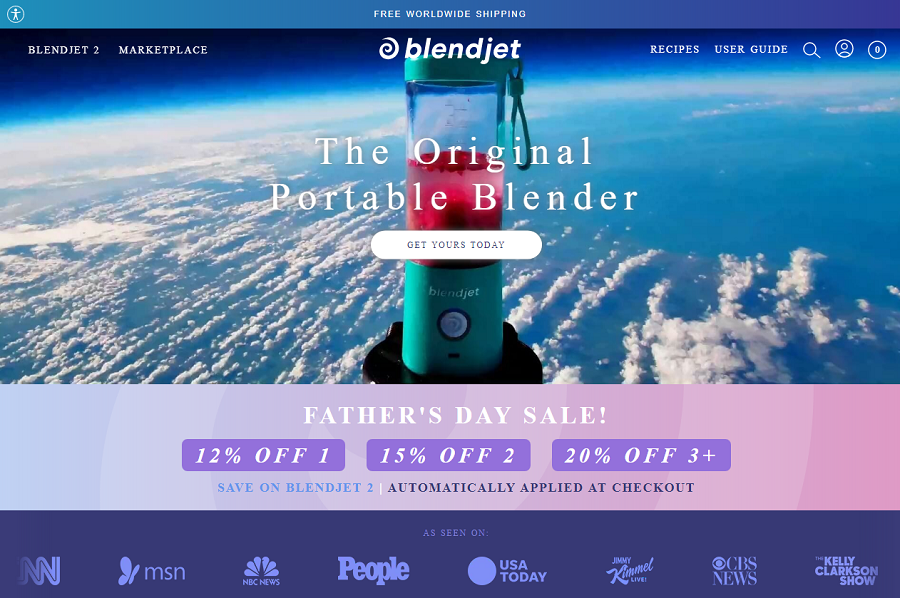 FREE WORLDWIDE SHIPPING
BLENDJET 2 MARKETPLACE blendjet RECIPES USER GUIDE 0
The Original
Portable Blender
GET YOURS TODAY
blendjet
FATHER'S DAY SALE!
12% OFF 1 15% OFF 2 20% OFF 3+
SAVE ON BLENDJET 2 | AUTOMATICALLY APPLIED AT CHECKOUT
AS SEEN ON:
msn NBC NEWS People USA TODAY JIMMY Kimmel LIVE! CBS NEWS THE KELLY CLARKSON SHOW